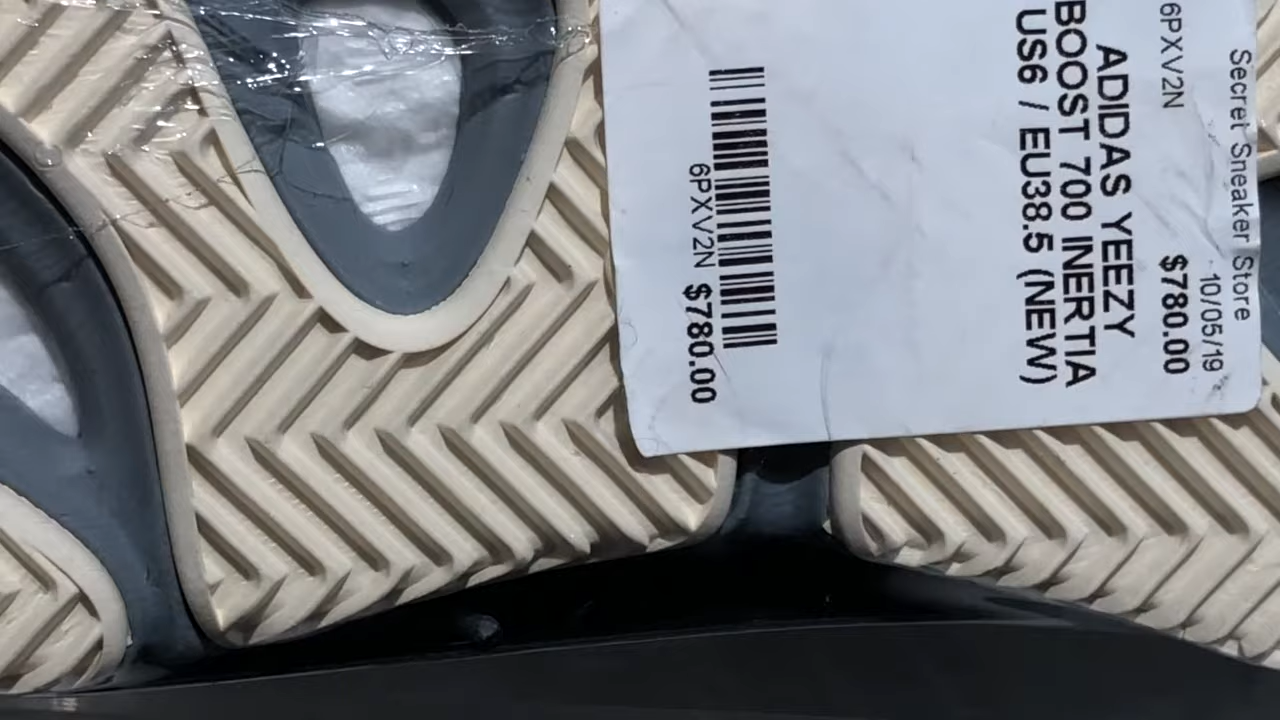 Secret Sneaker Store
10/05/19
6PXV2N $780.00
ADIDAS YEEZY
BOOST 700 INERTIA
US6 / EU38.5 (NEW)
6PXV2N $780.00